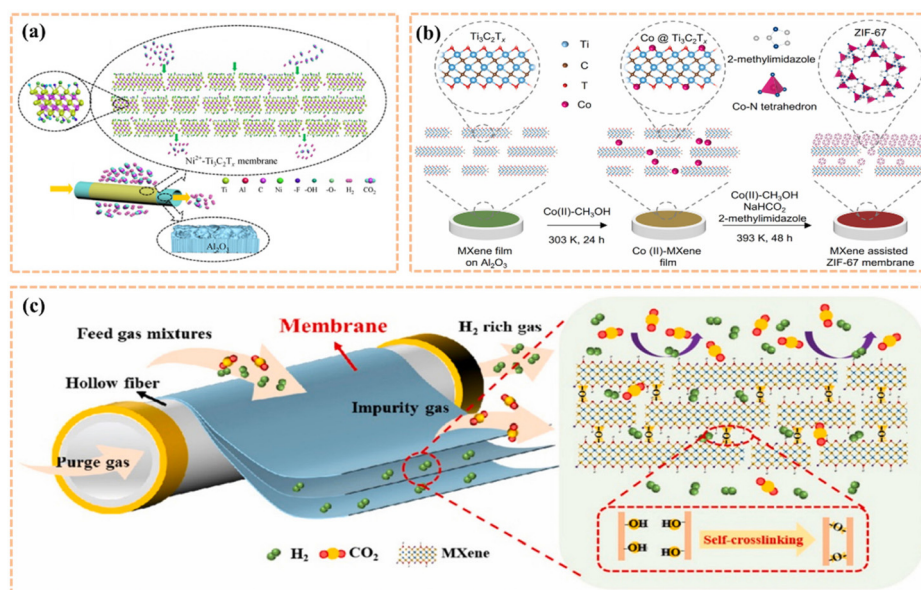 (a)
Ni²⁺-Ti₃C₂Tₓ membrane
Ti Al C Ni -F -OH -O- H₂ CO₂
Al₂O₃
(b)
Ti₃C₂Tₓ
Co @ Ti₃C₂Tₓ
ZIF-67
Ti
C
T
Co
2-methylimidazole
Co-N tetrahedron
Co(II)-CH₃OH
303 K, 24 h
Co(II)-CH₃OH
NaHCO₂
2-methylimidazole
393 K, 48 h
MXene film
on Al₂O₃
Co (II)-MXene
film
MXene assisted
ZIF-67 membrane
(c)
Feed gas mixtures
Membrane
H₂ rich gas
Hollow fiber
Impurity gas
Purge gas
H₂ CO₂ MXene
-OH HO-
-OH HO-
Self-crosslinking